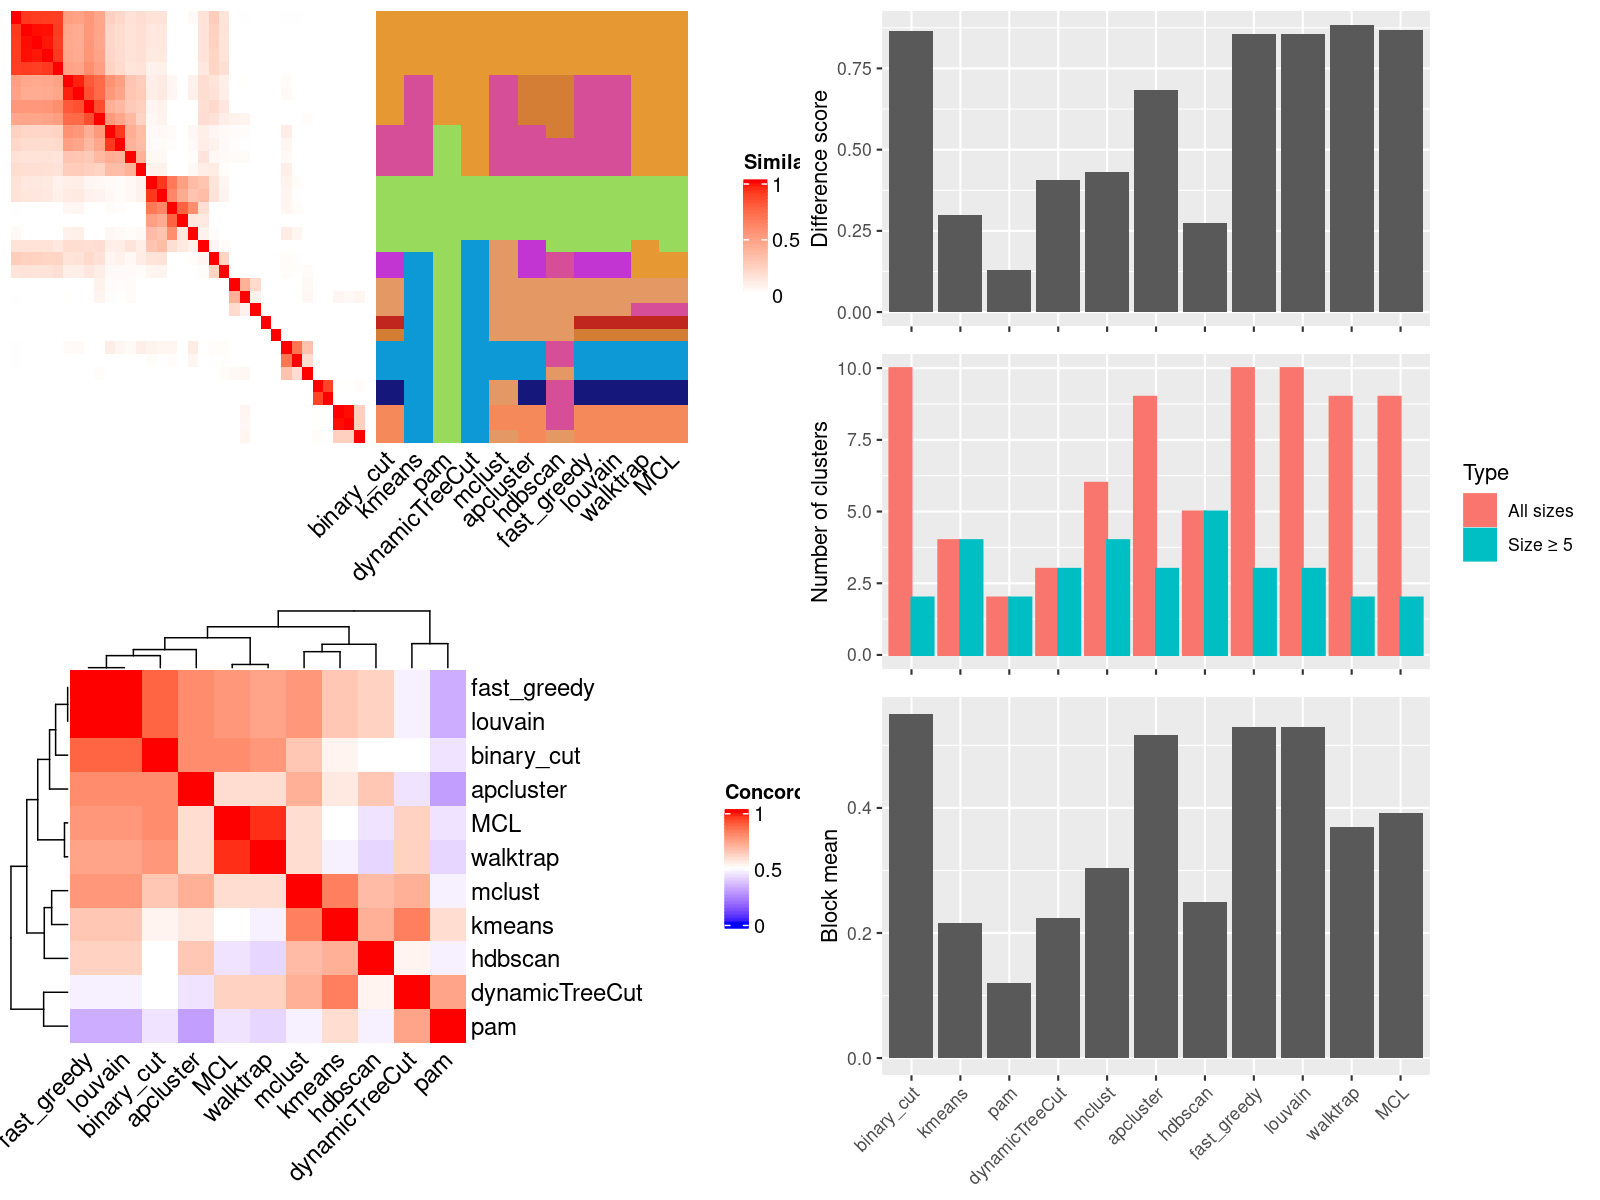 Simila
1
0.5
0
binary_cut
kmeans
pam
dynamicTreeCut
mclust
apcluster
hdbscan
fast_greedy
louvain
walktrap
MCL
fast_greedy
louvain
binary_cut
apcluster
MCL
walktrap
mclust
kmeans
hdbscan
dynamicTreeCut
pam
Concord
1
0.5
0
fast_greedy
louvain
binary_cut
apcluster
MCL
walktrap
mclust
kmeans
hdbscan
dynamicTreeCut
pam
Difference score
0.75
0.50
0.25
0.00
Number of clusters
10.0
7.5
5.0
2.5
0.0
Type
All sizes
Size ≥ 5
Block mean
0.4
0.2
0.0
binary_cut
kmeans
pam
dynamicTreeCut
mclust
apcluster
hdbscan
fast_greedy
louvain
walktrap
MCL